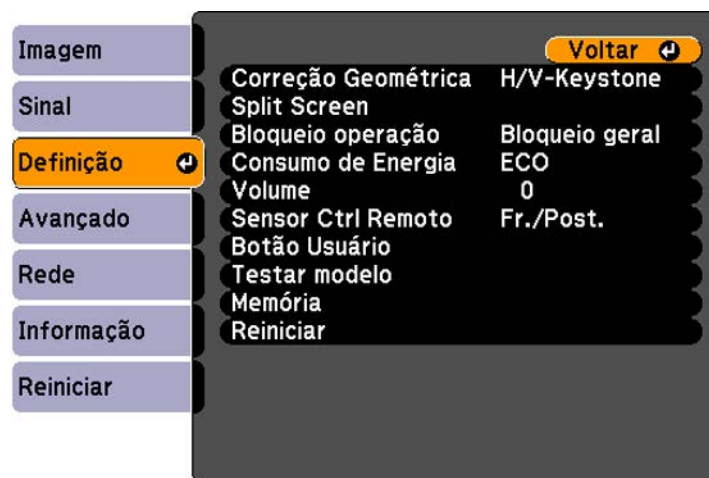 Imagem
Sinal
Definição
Avançado
Rede
Informação
Reiniciar
Voltar
Correção Geométrica H/V-Keystone
Split Screen
Bloqueio operação Bloqueio geral
Consumo de Energia ECO
Volume 0
Sensor Ctrl Remoto Fr./Post.
Botão Usuário
Testar modelo
Memória
Reiniciar